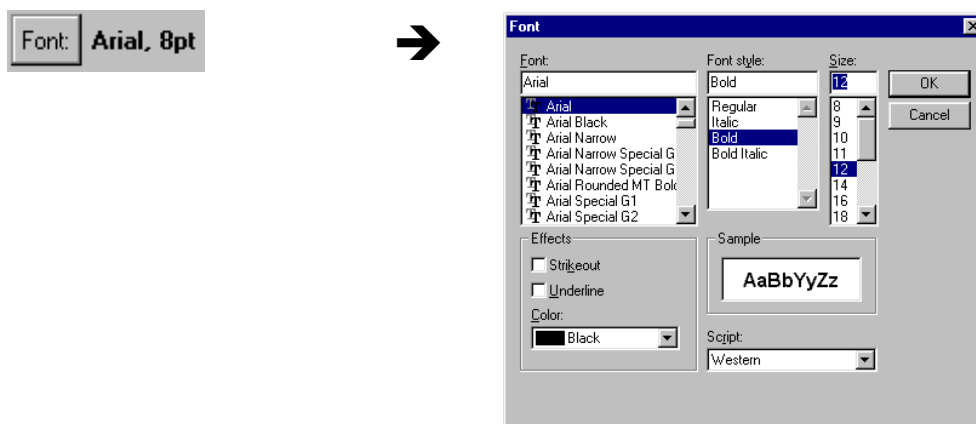 Font: Arial, 8pt
Font
Font:
Font style:
Size:
Arial
Bold
12
OK
Cancel
Arial
Arial Black
Arial Narrow
Arial Narrow Special G
Arial Narrow Special G
Arial Rounded MT Bold
Arial Special G1
Arial Special G2
Regular
Italic
Bold
Bold Italic
8
9
10
11
12
14
16
18
Effects
Strikeout
Underline
Color:
Black
Sample
AaBbYyZz
Script:
Western